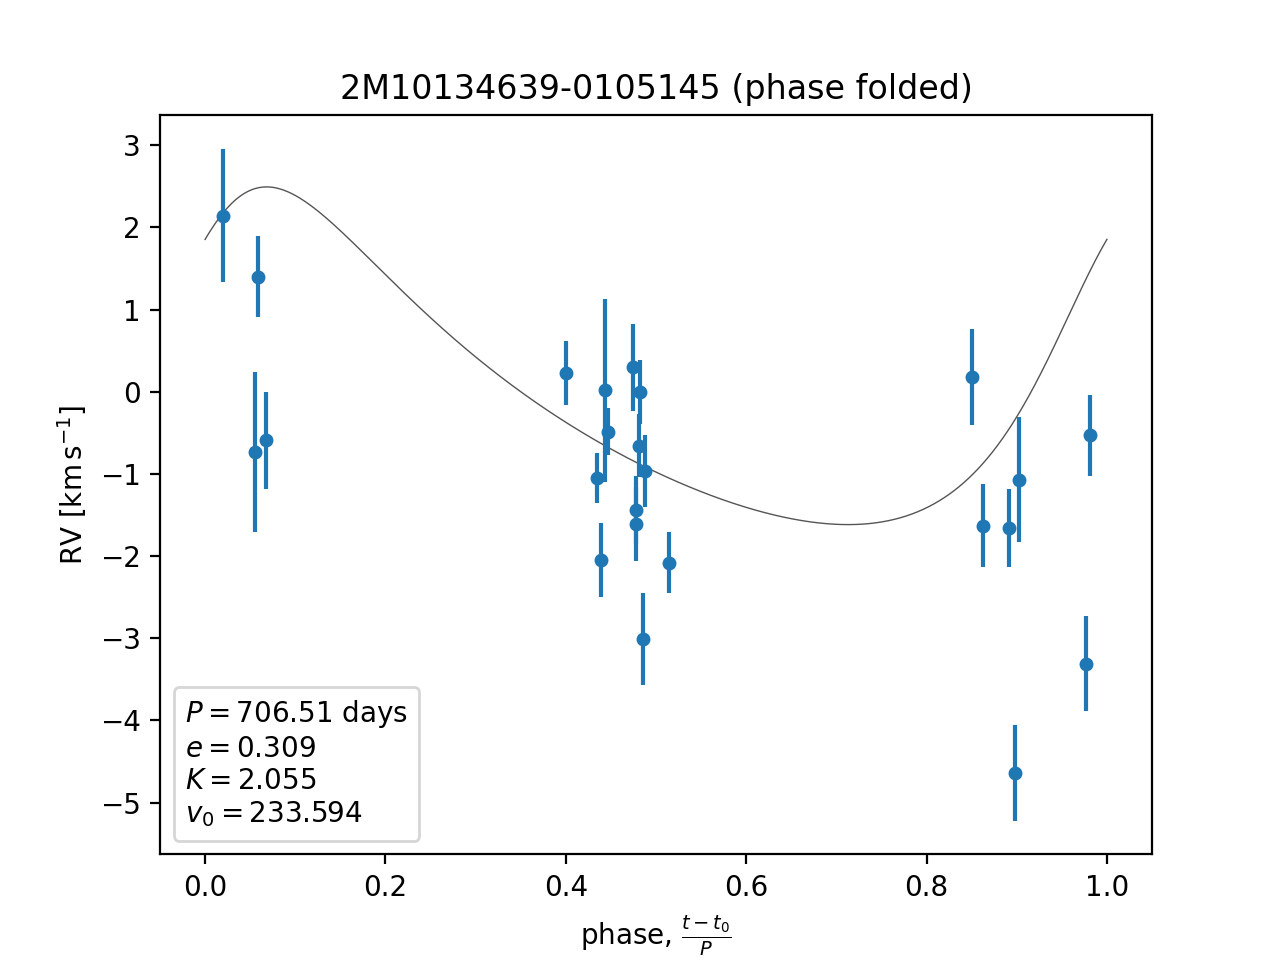 2M10134639-0105145 (phase folded)
RV [km s⁻¹]
3
2
1
0
−1
−2
−3
−4
−5
P = 706.51 days
e = 0.309
K = 2.055
v₀ = 233.594
0.0 0.2 0.4 0.6 0.8 1.0
phase, (t − t₀)/P